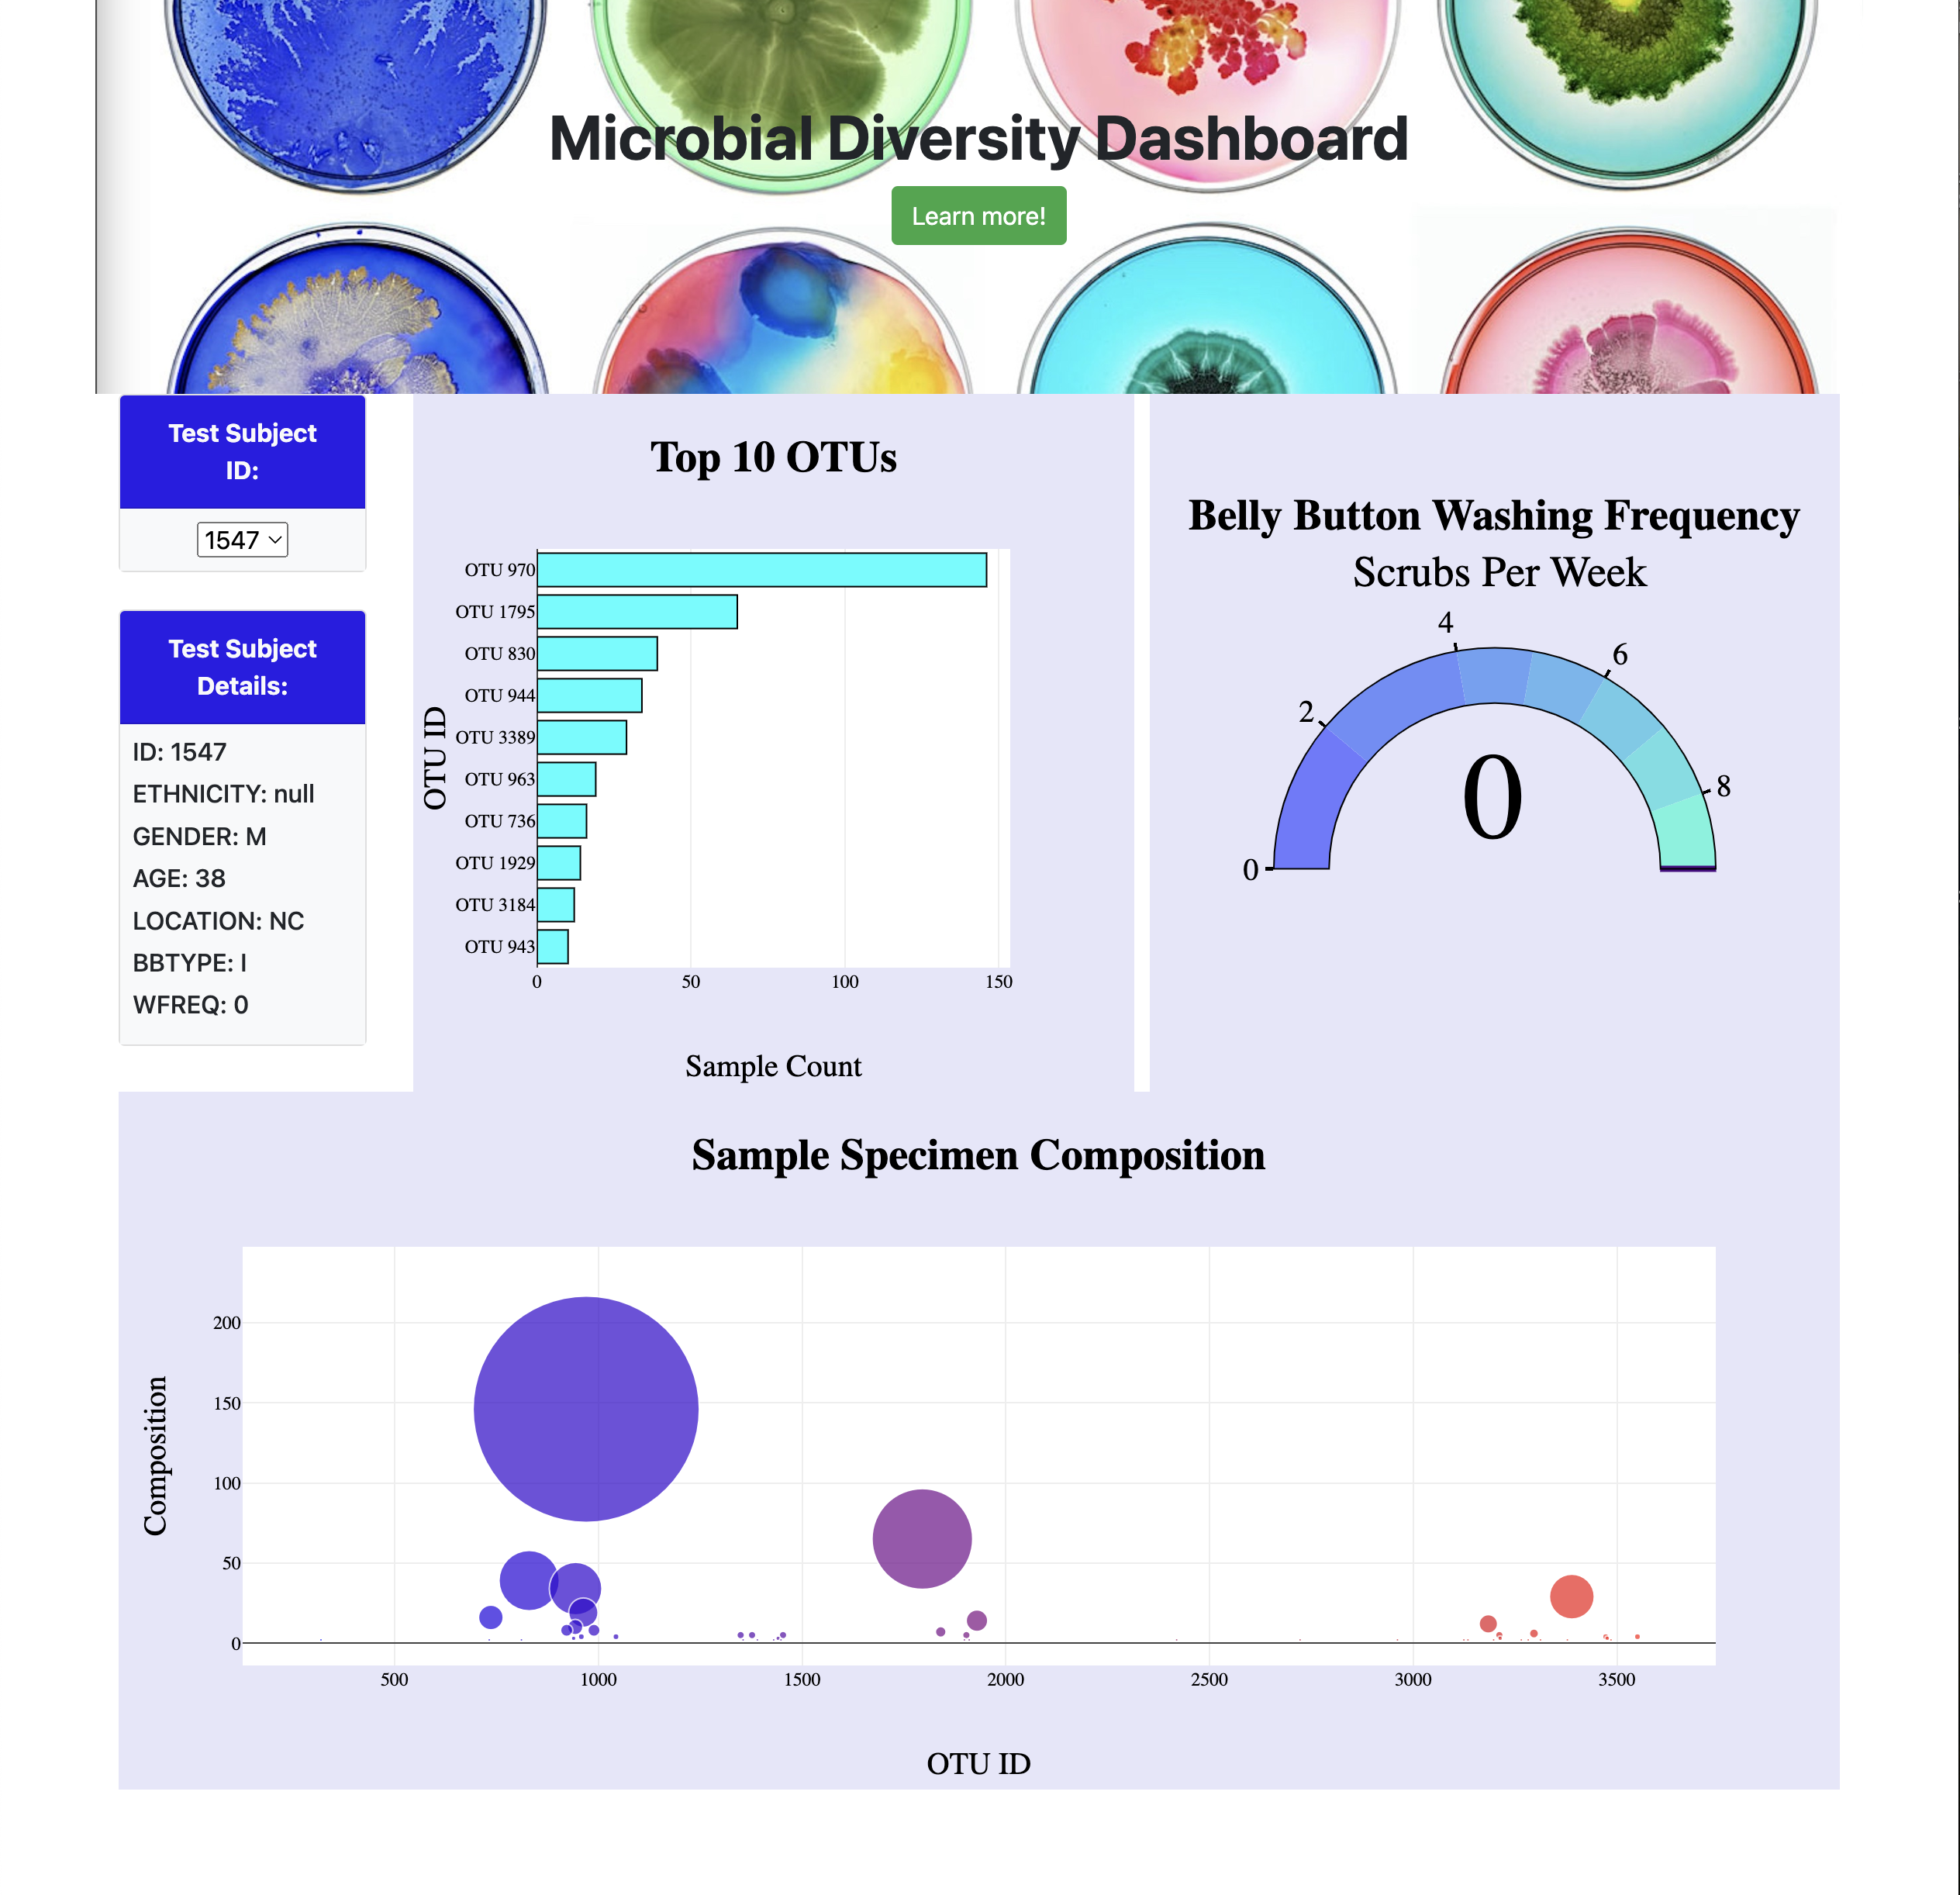 Microbial Diversity Dashboard
Learn more!
Test Subject
ID:
1547
Test Subject
Details:
ID: 1547
ETHNICITY: null
GENDER: M
AGE: 38
LOCATION: NC
BBTYPE: I
WFREQ: 0
Top 10 OTUs
OTU ID
OTU 970
OTU 1795
OTU 830
OTU 944
OTU 3389
OTU 963
OTU 736
OTU 1929
OTU 3184
OTU 943
0 50 100 150
Sample Count
Belly Button Washing Frequency
Scrubs Per Week
0
2
4
6
8
0
Sample Specimen Composition
Composition
200
150
100
50
0
500 1000 1500 2000 2500 3000 3500
OTU ID